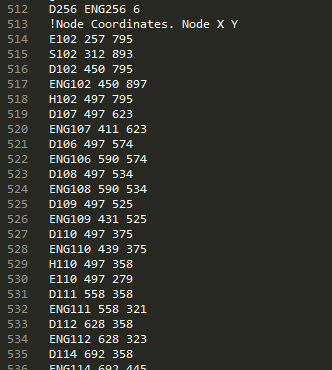 512 D256 ENG256 6
513 !Node Coordinates. Node X Y
514 E102 257 795
515 S102 312 893
516 D102 450 795
517 ENG102 450 897
518 H102 497 795
519 D107 497 623
520 ENG107 411 623
521 D106 497 574
522 ENG106 590 574
523 D108 497 534
524 ENG108 590 534
525 D109 497 525
526 ENG109 431 525
527 D110 497 375
528 ENG110 439 375
529 H110 497 358
530 E110 497 279
531 D111 558 358
532 ENG111 558 321
533 D112 628 358
534 ENG112 628 323
535 D114 692 358
ENG114 692 445